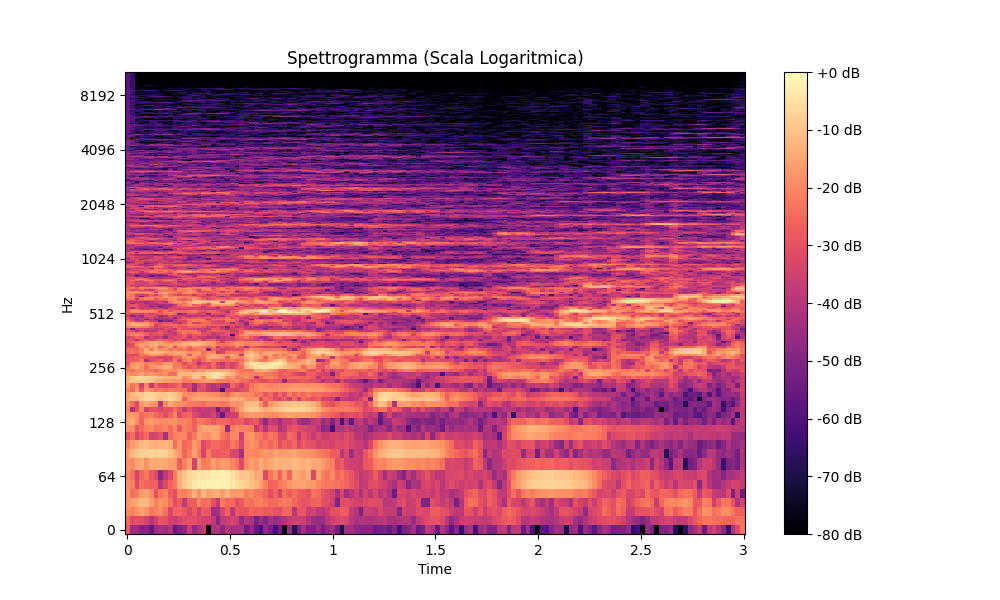 Spettrogramma (Scala Logaritmica)
Hz
8192
4096
2048
1024
512
256
128
64
0
0 0.5 1 1.5 2 2.5 3
Time
+0 dB
-10 dB
-20 dB
-30 dB
-40 dB
-50 dB
-60 dB
-70 dB
-80 dB